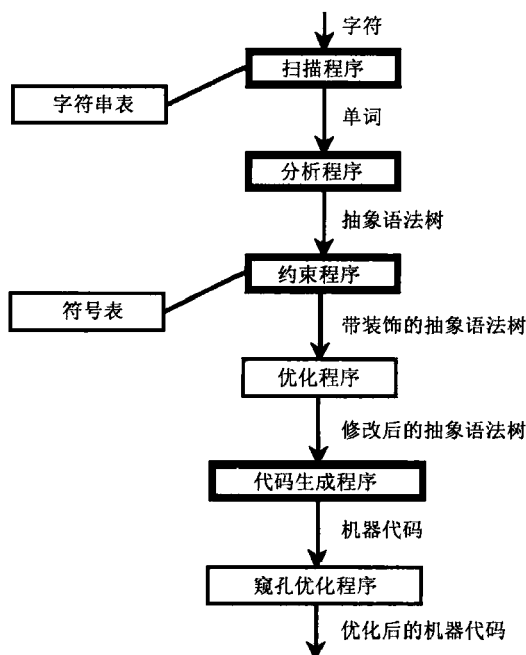 字符
扫描程序
字符串表
单词
分析程序
抽象语法树
约束程序
符号表
带装饰的抽象语法树
优化程序
修改后的抽象语法树
代码生成程序
机器代码
窥孔优化程序
优化后的机器代码